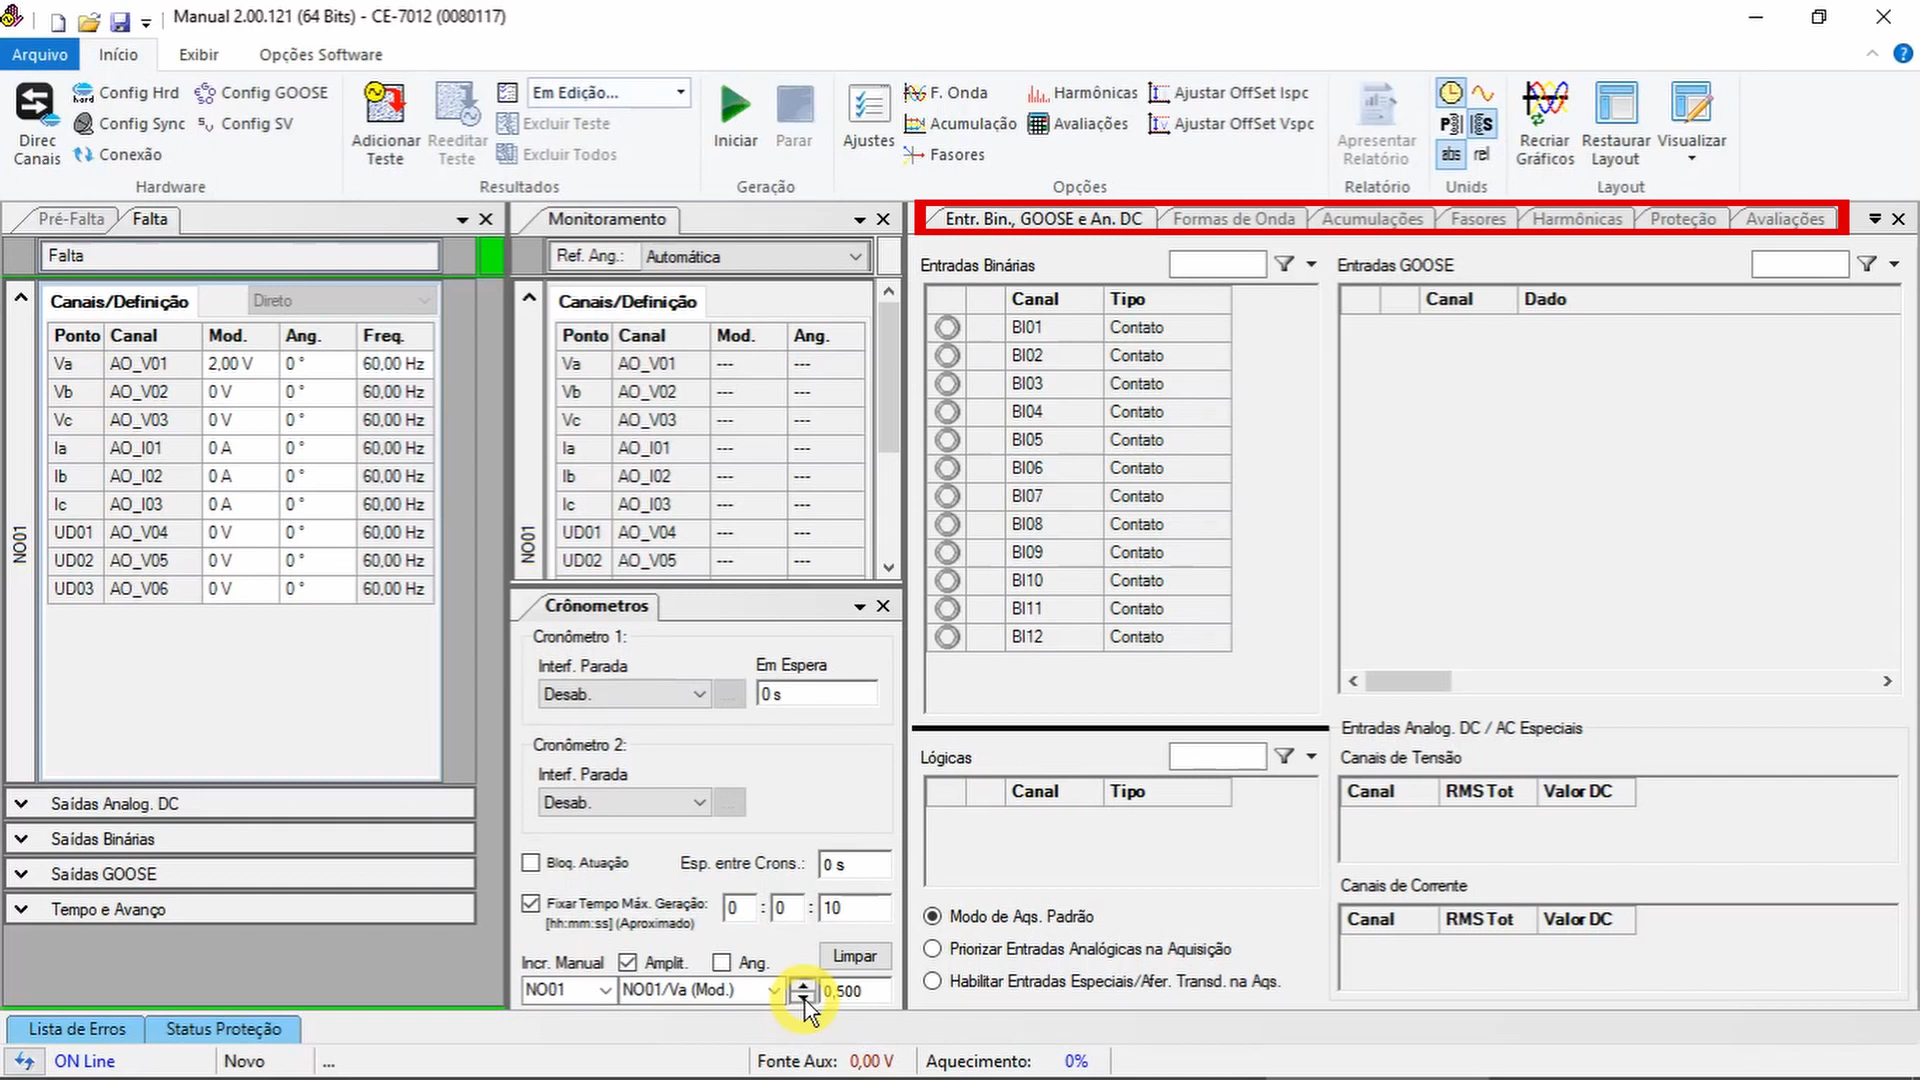 Manual 2.00.121 (64 Bits) - CE-7012 (0080117)
Arquivo Início Exibir Opções Software
Direc Canais
Config Hrd
Config Sync
Conexão
Config GOOSE
Config SV
Hardware
Adicionar Teste
Reeditar Teste
Em Edição...
Excluir Teste
Excluir Todos
Resultados
Iniciar
Parar
Geração
Ajustes
F. Onda
Acumulação
Fasores
Harmônicas
Avaliações
Ajustar OffSet Ispc
Ajustar OffSet Vspc
Opções
Apresentar Relatório
Relatório
abs rel
Unids
Recriar Gráficos
Restaurar Layout
Visualizar
Layout
Pré-Falta Falta
Falta
Canais/Definição Direto
Ponto Canal Mod. Ang. Freq.
Va AO_V01 2,00 V 0 ° 60,00 Hz
Vb AO_V02 0 V 0 ° 60,00 Hz
Vc AO_V03 0 V 0 ° 60,00 Hz
Ia AO_I01 0 A 0 ° 60,00 Hz
Ib AO_I02 0 A 0 ° 60,00 Hz
Ic AO_I03 0 A 0 ° 60,00 Hz
UD01 AO_V04 0 V 0 ° 60,00 Hz
UD02 AO_V05 0 V 0 ° 60,00 Hz
UD03 AO_V06 0 V 0 ° 60,00 Hz
NO01
Saídas Analog. DC
Saídas Binárias
Saídas GOOSE
Tempo e Avanço
Monitoramento
Ref. Ang.: Automática
Canais/Definição
Ponto Canal Mod. Ang.
Va AO_V01 --- ---
Vb AO_V02 --- ---
Vc AO_V03 --- ---
Ia AO_I01 --- ---
Ib AO_I02 --- ---
Ic AO_I03 --- ---
UD01 AO_V04 --- ---
UD02 AO_V05 --- ---
NO01
Crônometros
Cronômetro 1:
Interf. Parada Em Espera
Desab. ... 0 s
Cronômetro 2:
Interf. Parada
Desab. ...
Bloq. Atuação Esp. entre Crons.: 0 s
Fixar Tempo Máx. Geração: 0 : 0 : 10
[hh:mm:ss] (Aproximado)
Limpar
Incr. Manual Amplit. Ang.
NO01 NO01/Va (Mod.) 0,500
Entr. Bin., GOOSE e An. DC Formas de Onda Acumulações Fasores Harmônicas Proteção Avaliações
Entradas Binárias
Canal Tipo
BI01 Contato
BI02 Contato
BI03 Contato
BI04 Contato
BI05 Contato
BI06 Contato
BI07 Contato
BI08 Contato
BI09 Contato
BI10 Contato
BI11 Contato
BI12 Contato
Lógicas
Canal Tipo
Modo de Aqs. Padrão
Priorizar Entradas Analógicas na Aquisição
Habilitar Entradas Especiais/Afer. Transd. na Aqs.
Entradas GOOSE
Canal Dado
Entradas Analog. DC / AC Especiais
Canais de Tensão
Canal RMS Tot Valor DC
Canais de Corrente
Canal RMS Tot Valor DC
Lista de Erros Status Proteção
ON Line Novo ... Fonte Aux: 0,00 V Aquecimento: 0%